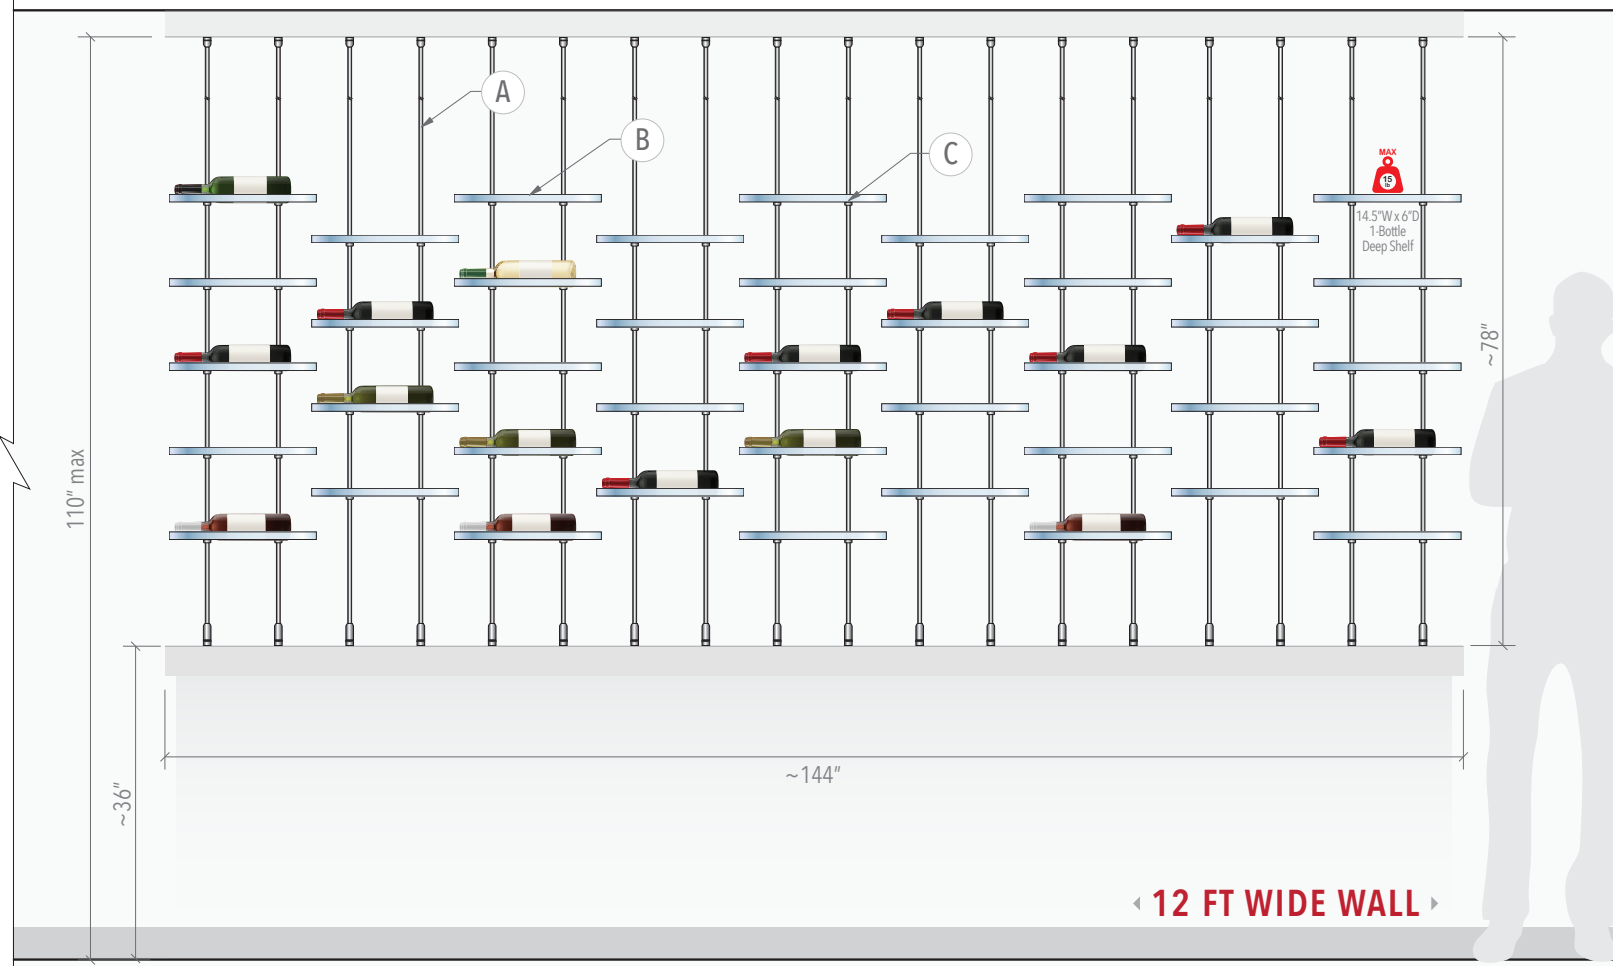 A
B
C
MAX
15
lb
14.5"W x 6"D
1-Bottle
Deep Shelf
~78"
110" max
~144"
~36"
12 FT WIDE WALL